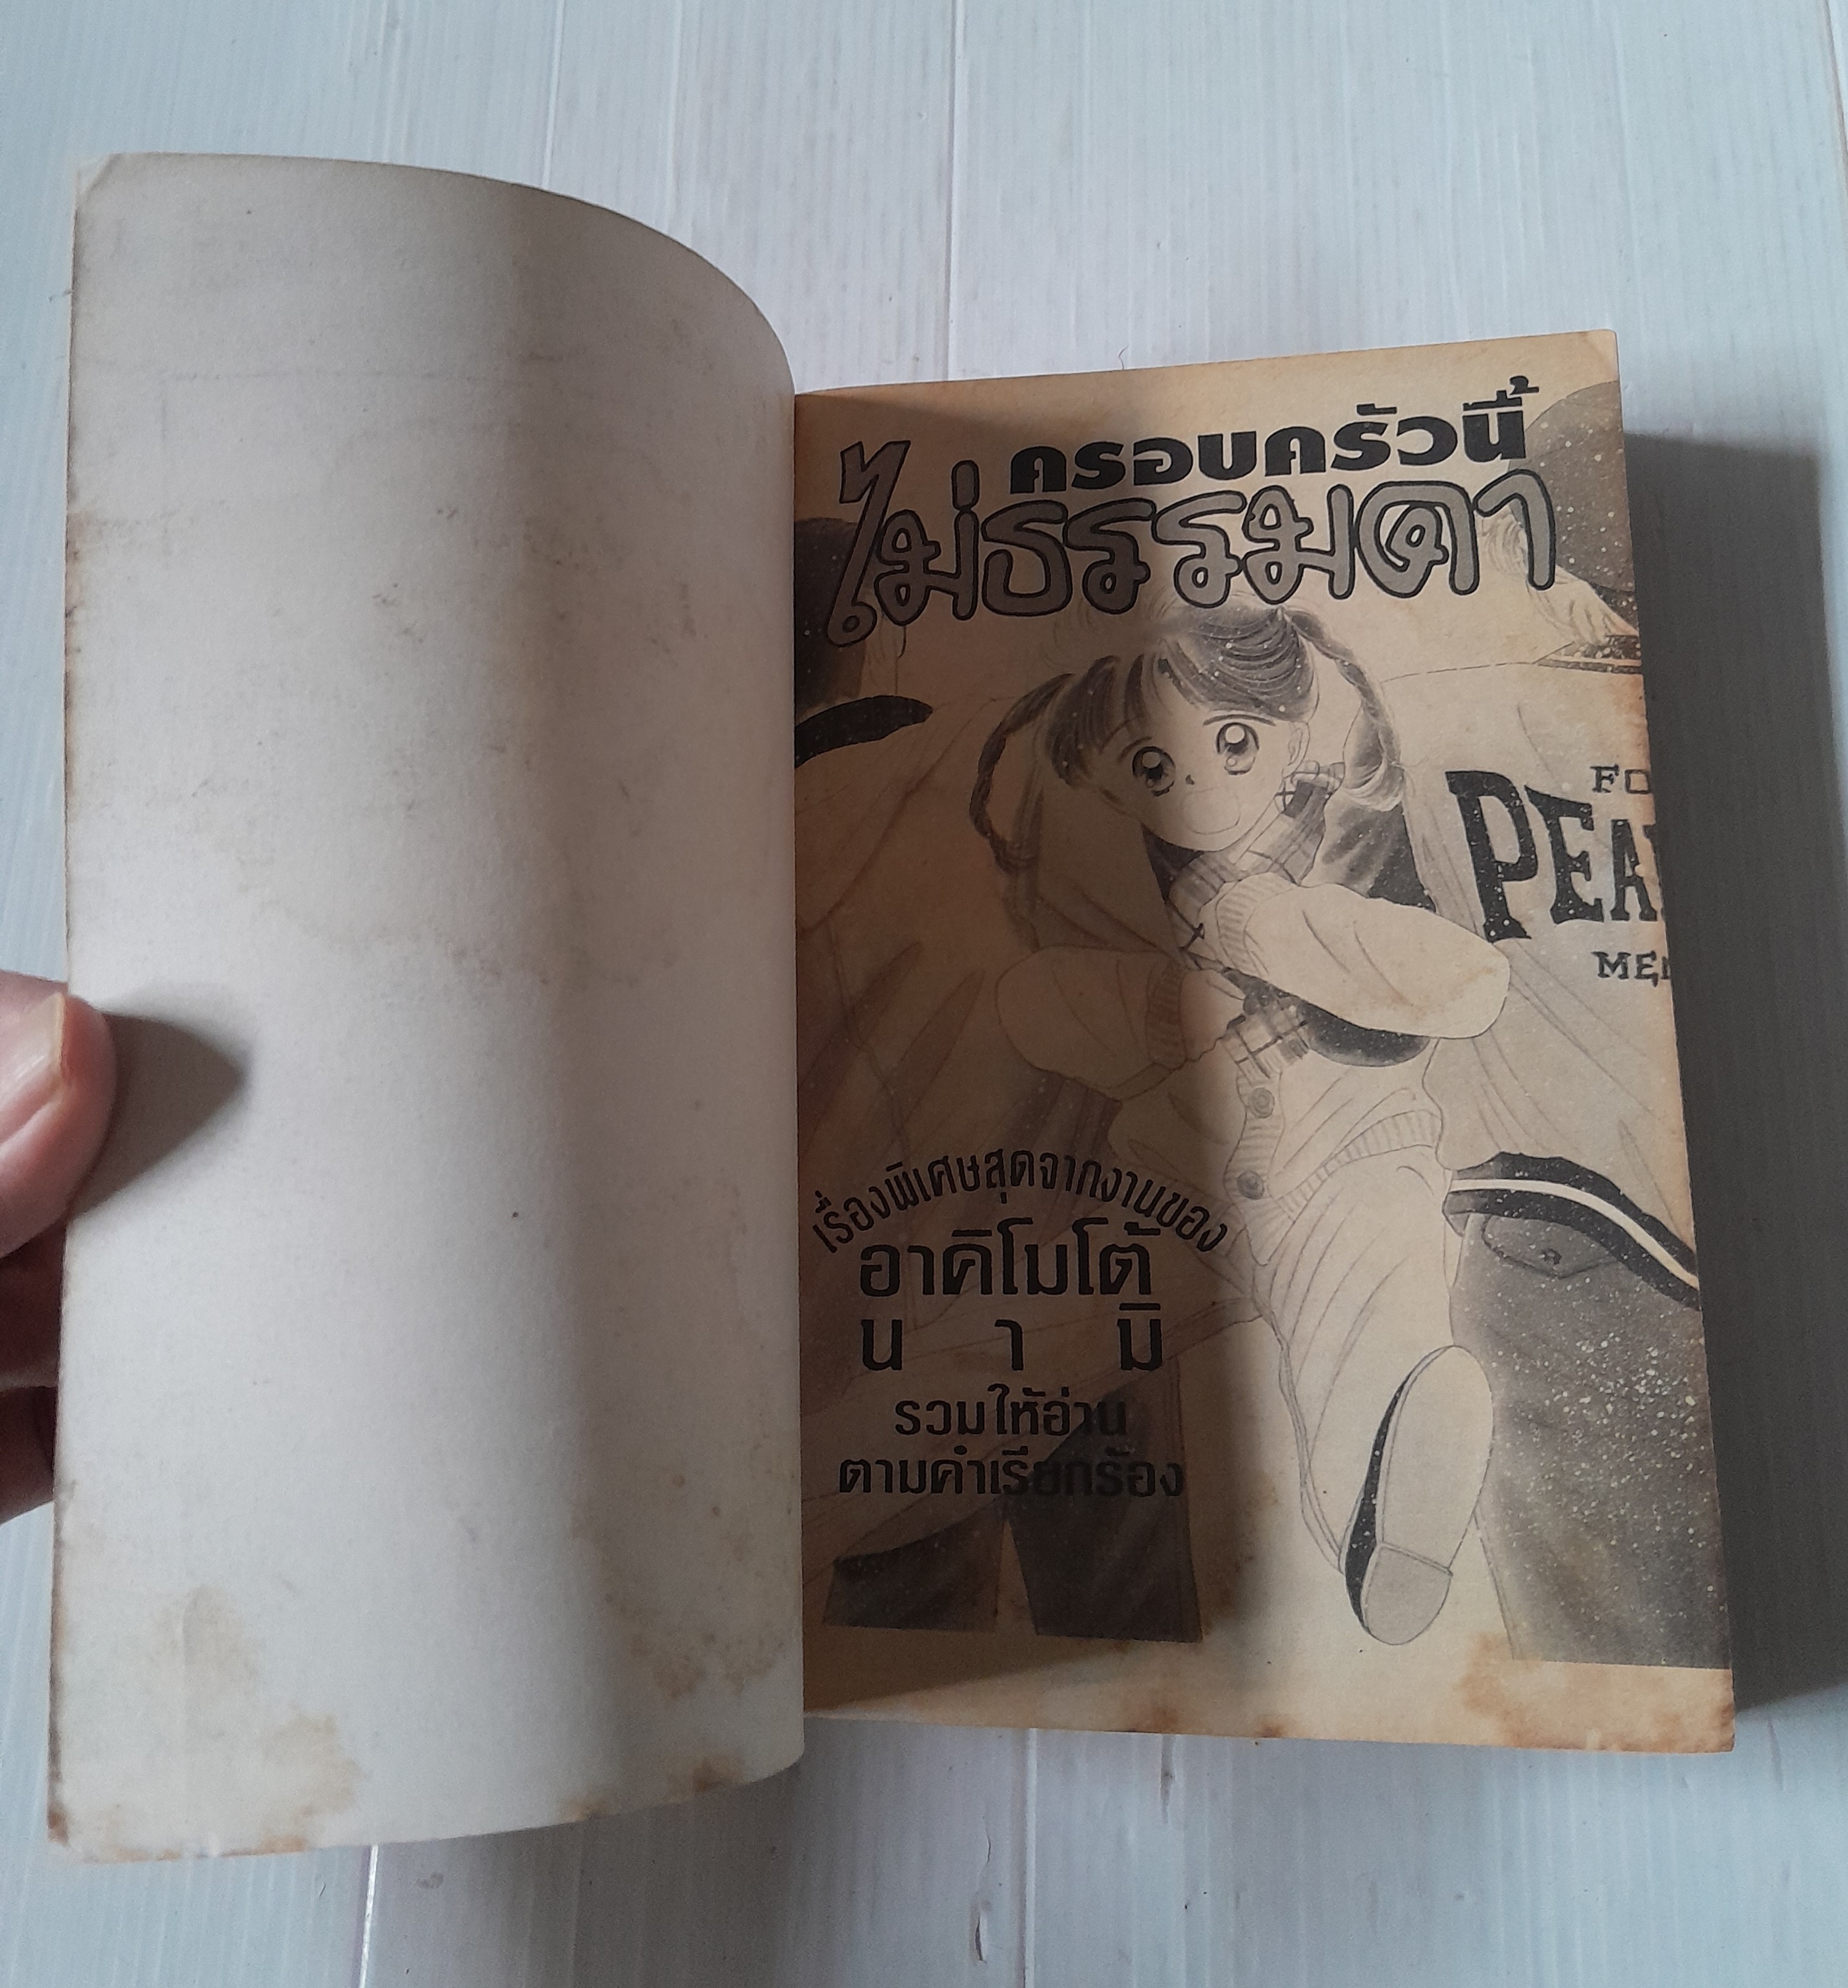 ครอบครัวนี้
ไม่ธรรมดา
FO
PEA
ME
เรื่องพิเศษสุดจากงานของ
อาคิโมโต้
นามิ
รวมให้อ่าน
ตามคำเรียกร้อง